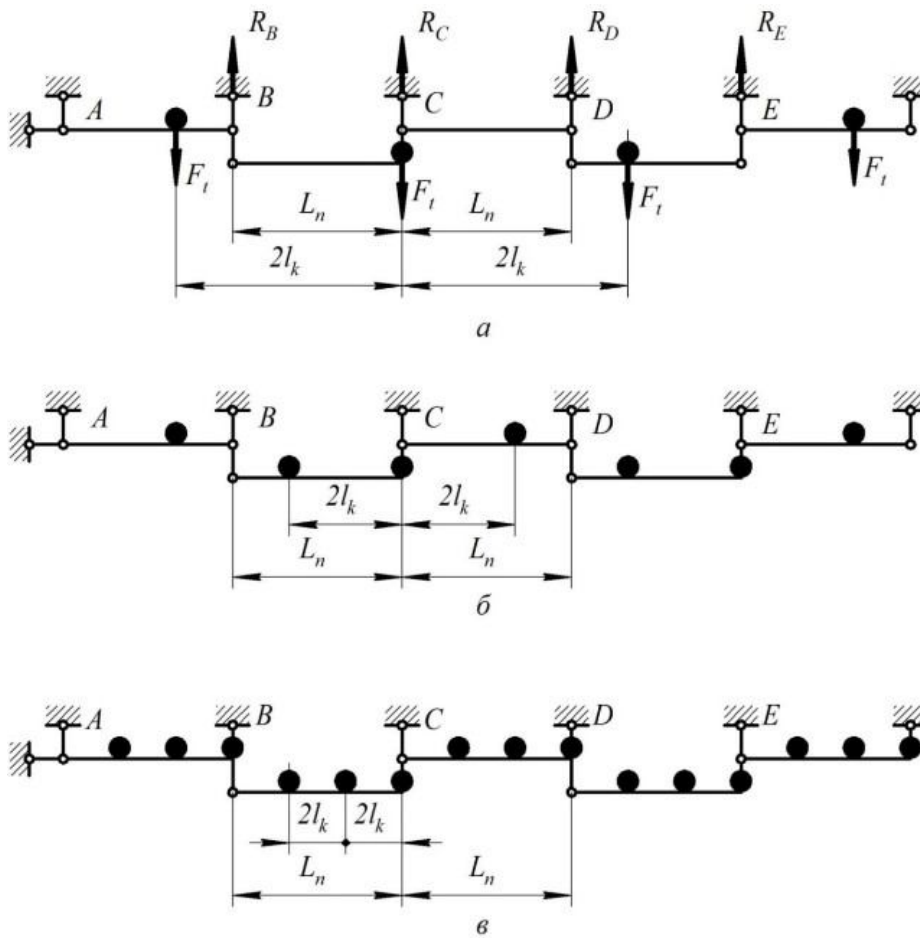 R_B R_C R_D R_E
A B C D E
F_t F_t F_t F_t
L_n L_n
2l_k 2l_k
а
A B C D E
2l_k 2l_k
L_n L_n
б
A B C D E
2l_k 2l_k
L_n L_n
в